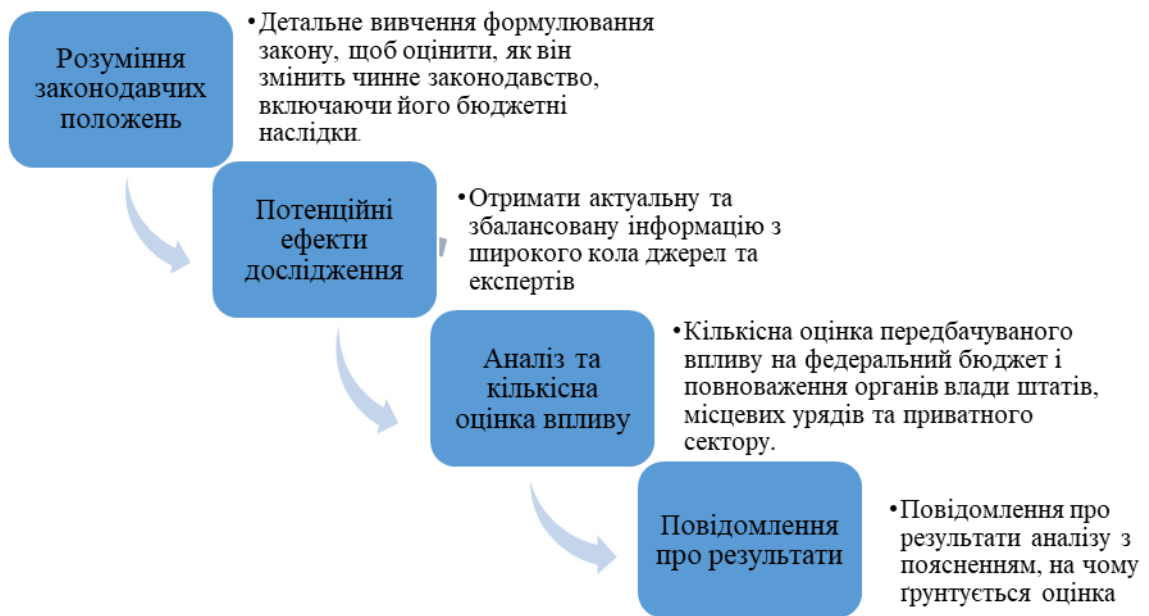 Розуміння
законодавчих
положень
•Детальне вивчення формулювання
закону, щоб оцінити, як він
змінить чинне законодавство,
включаючи його бюджетні
наслідки.
Потенційні
ефекти
дослідження
•Отримати актуальну та
збалансовану інформацію з
широкого кола джерел та
експертів
Аналіз та
кількісна
оцінка впливу
•Кількісна оцінка передбачуваного
впливу на федеральний бюджет і
повноваження органів влади штатів,
місцевих урядів та приватного
сектору.
Повідомлення
про результати
•Повідомлення про
результати аналізу з
поясненням, на чому
ґрунтується оцінка